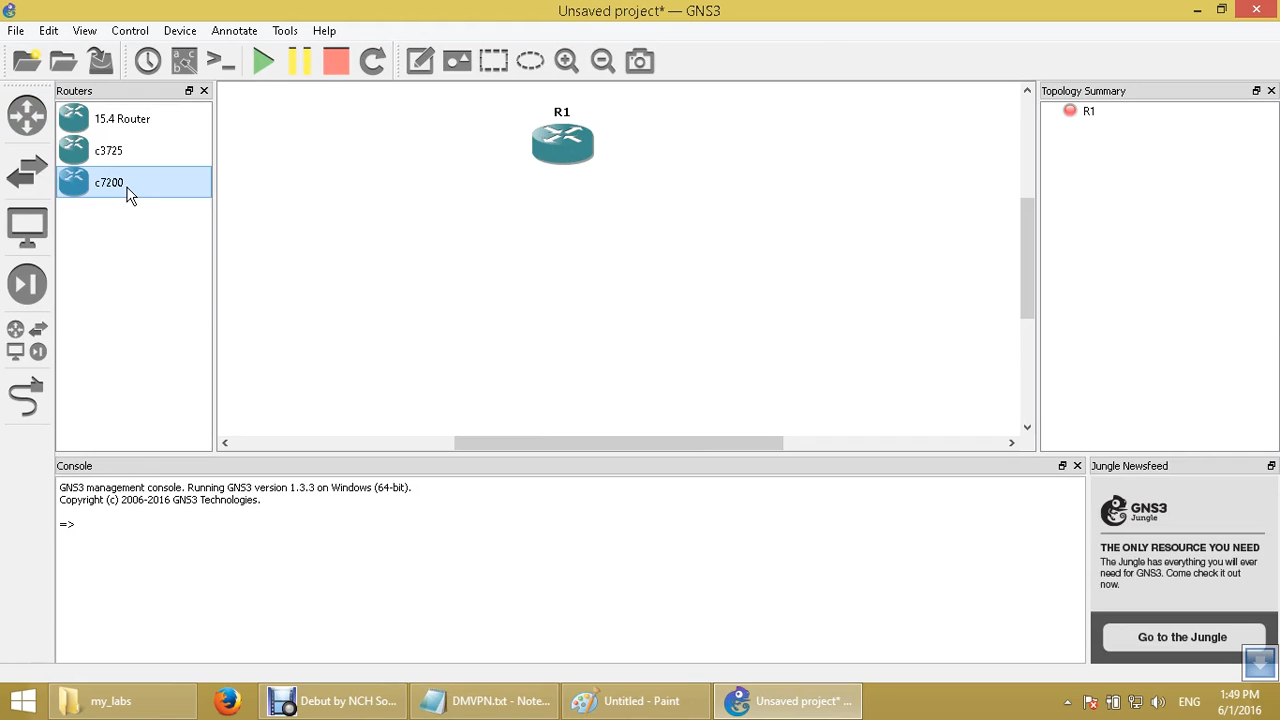 Unsaved project* — GNS3
File Edit View Control Device Annotate Tools Help
Routers
15.4 Router
c3725
c7200
R1
Topology Summary
R1
Console
GNS3 management console. Running GNS3 version 1.3.3 on Windows (64-bit).
Copyright (c) 2006-2016 GNS3 Technologies.
=>
Jungle Newsfeed
GNS3
Jungle
THE ONLY RESOURCE YOU NEED
The Jungle has everything you will ever
need for GNS3. Come check it out
now.
Go to the Jungle
my_labs
Debut by NCH So...
DMVPN.txt - Note...
Untitled - Paint
Unsaved project* ...
ENG
1:49 PM
6/1/2016